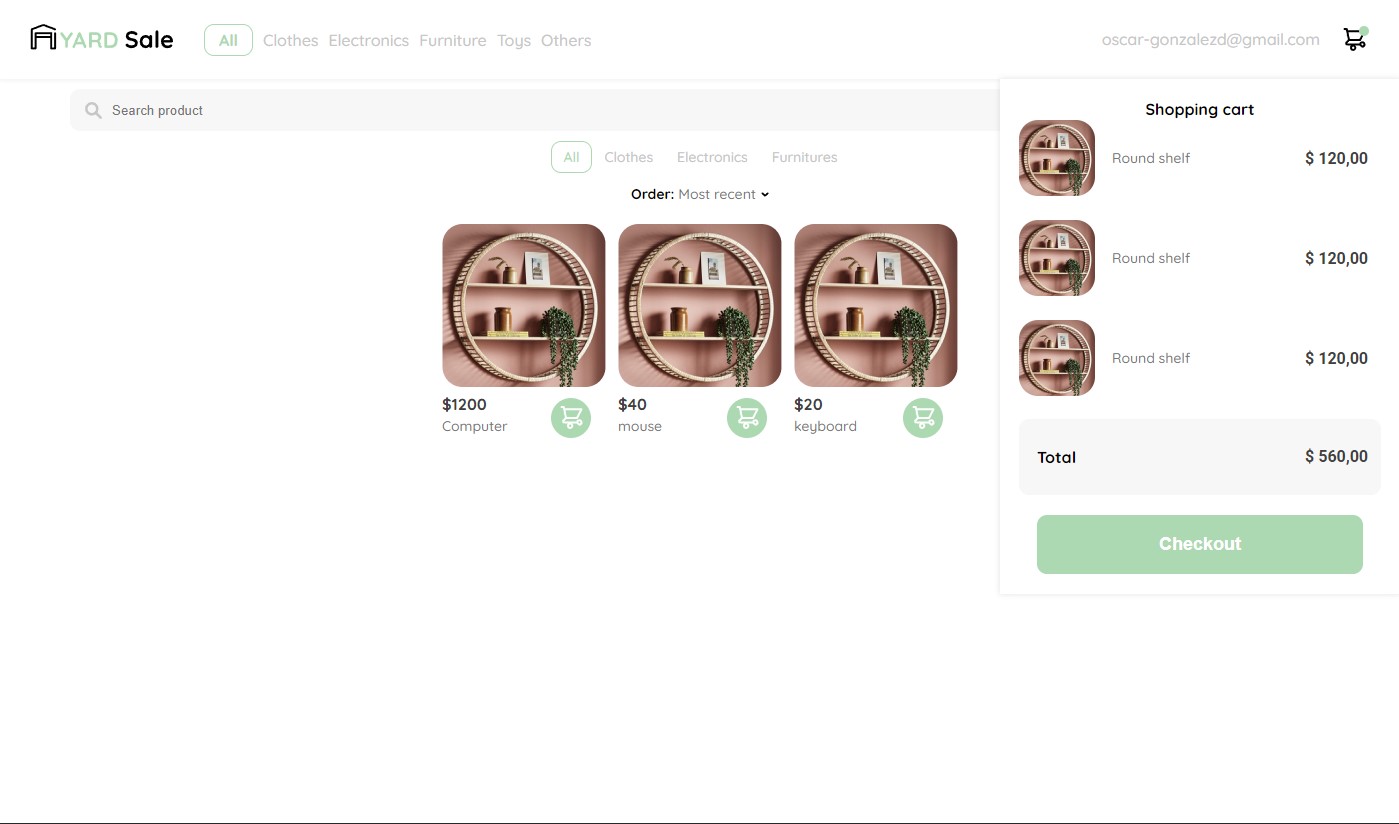 YARD Sale
All Clothes Electronics Furniture Toys Others
oscar-gonzalezd@gmail.com
Search product
All Clothes Electronics Furnitures
Order: Most recent
$1200
Computer
$40
mouse
$20
keyboard
Shopping cart
Round shelf $ 120,00
Round shelf $ 120,00
Round shelf $ 120,00
Total $ 560,00
Checkout